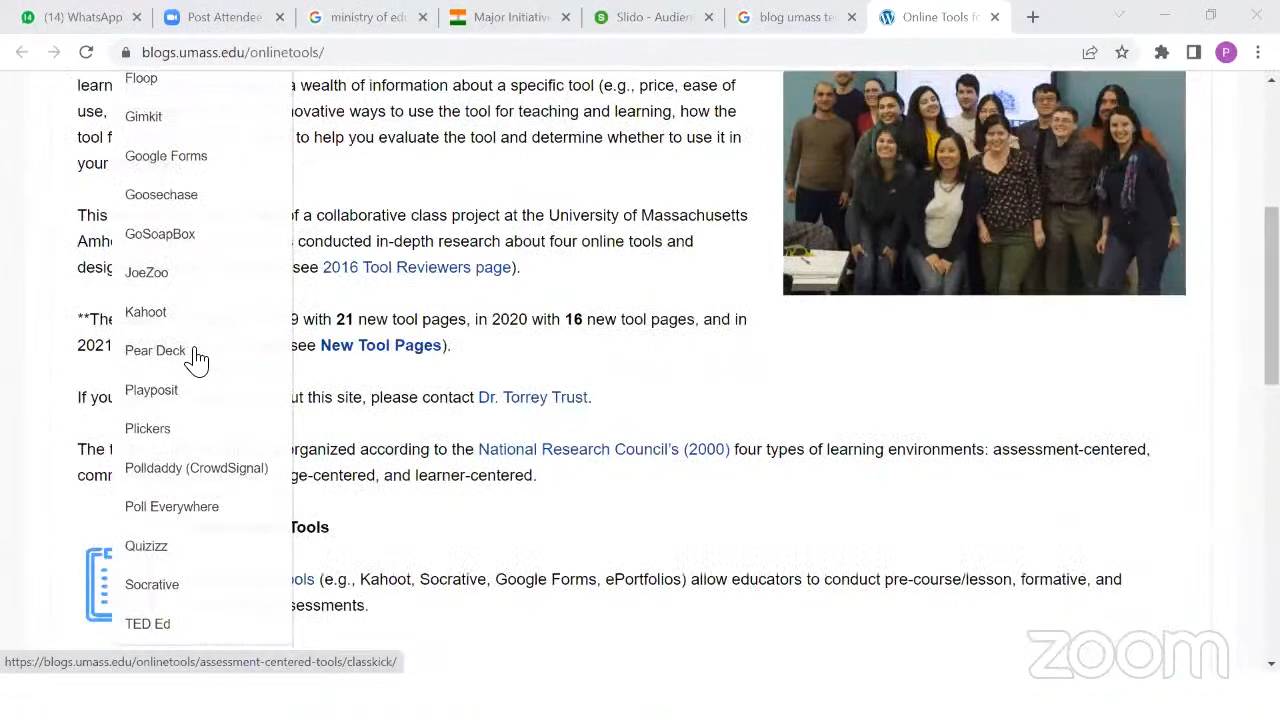 (14) WhatsApp
Post Attendee
ministry of edu
Major Initiativ
Slido - Audien
blog umass te
Online Tools fo
blogs.umass.edu/onlinetools/
P
Floop
Gimkit
Google Forms
Goosechase
GoSoapBox
JoeZoo
Kahoot
Pear Deck
Playposit
Plickers
Polldaddy (CrowdSignal)
Poll Everywhere
Quizizz
Socrative
TED Ed
learn a wealth of information about a specific tool (e.g., price, ease of
use, novative ways to use the tool for teaching and learning, how the
tool f to help you evaluate the tool and determine whether to use it in
your
This of a collaborative class project at the University of Massachusetts
Amhe s conducted in-depth research about four online tools and
desig see 2016 Tool Reviewers page).
**The 9 with 21 new tool pages, in 2020 with 16 new tool pages, and in
2021 see New Tool Pages).
If you ut this site, please contact Dr. Torrey Trust.
The t organized according to the National Research Council’s (2000) four types of learning environments: assessment-centered,
comm ge-centered, and learner-centered.
Tools
ols (e.g., Kahoot, Socrative, Google Forms, ePortfolios) allow educators to conduct pre-course/lesson, formative, and
sessments.
https://blogs.umass.edu/onlinetools/assessment-centered-tools/classkick/
zoom